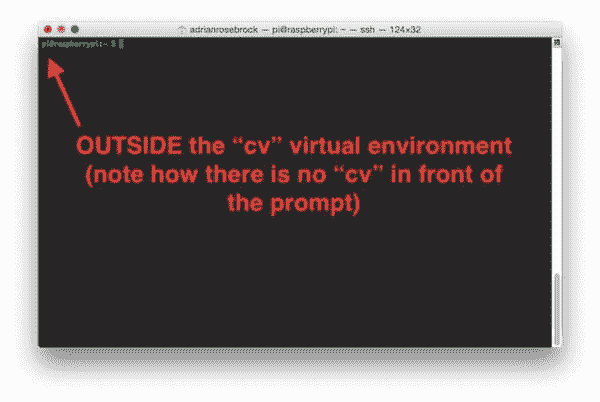 adrianrosebrock — pi@raspberrypi: ~ — ssh — 124×32
pi@raspberrypi:~ $
OUTSIDE the “cv” virtual environment
(note how there is no “cv” in front of
the prompt)